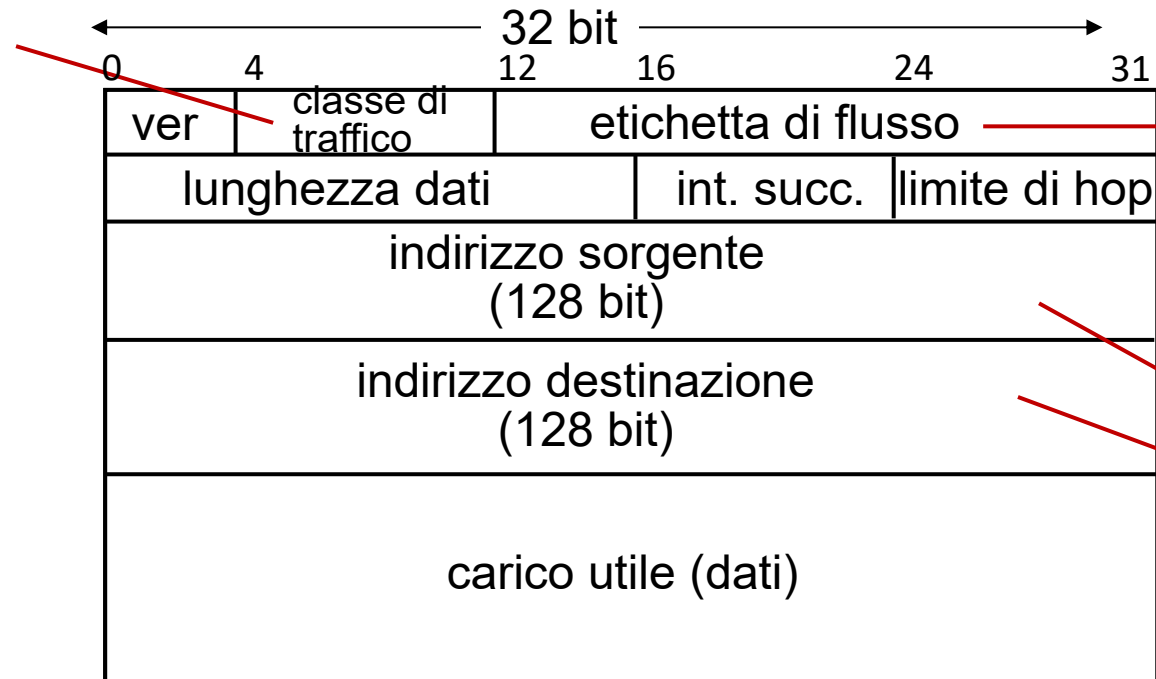 32 bit
0 4 12 16 24 31
ver classe di traffico etichetta di flusso
lunghezza dati int. succ. limite di hop
indirizzo sorgente
(128 bit)
indirizzo destinazione
(128 bit)
carico utile (dati)